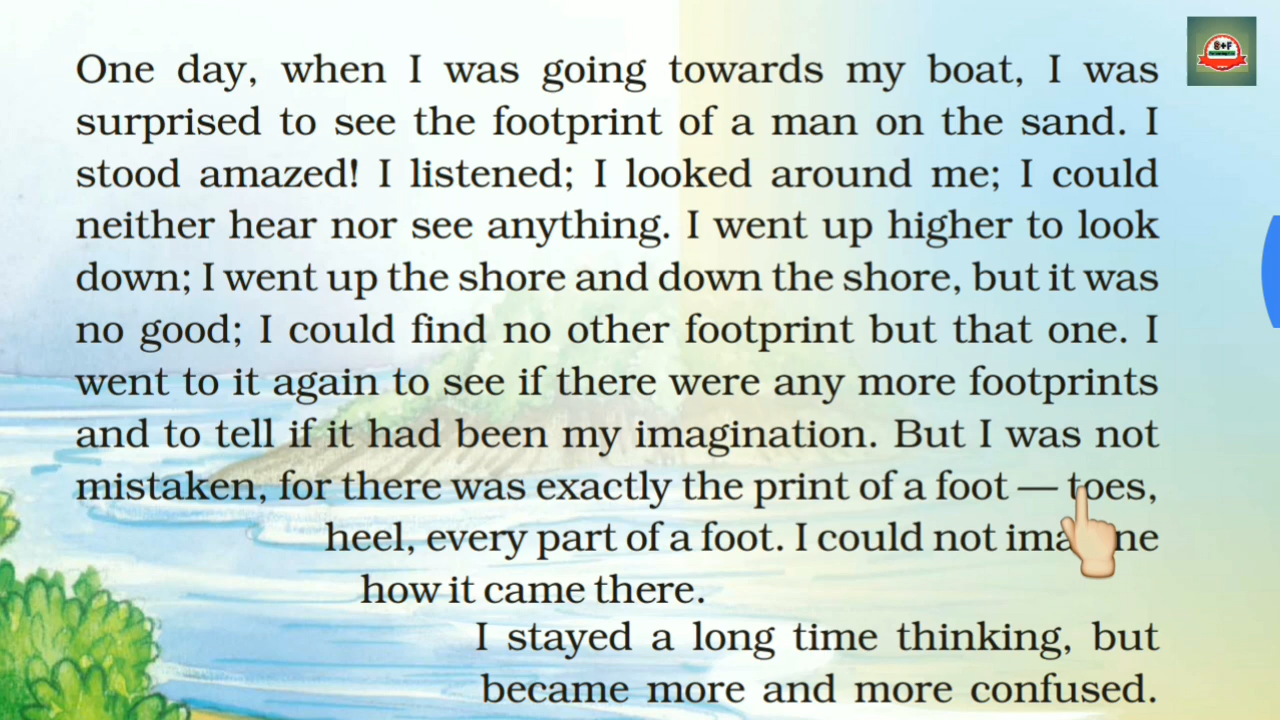 One day, when I was going towards my boat, I was
surprised to see the footprint of a man on the sand. I
stood amazed! I listened; I looked around me; I could
neither hear nor see anything. I went up higher to look
down; I went up the shore and down the shore, but it was
no good; I could find no other footprint but that one. I
went to it again to see if there were any more footprints
and to tell if it had been my imagination. But I was not
mistaken, for there was exactly the print of a foot — toes,
heel, every part of a foot. I could not imagine
how it came there.
I stayed a long time thinking, but
became more and more confused.